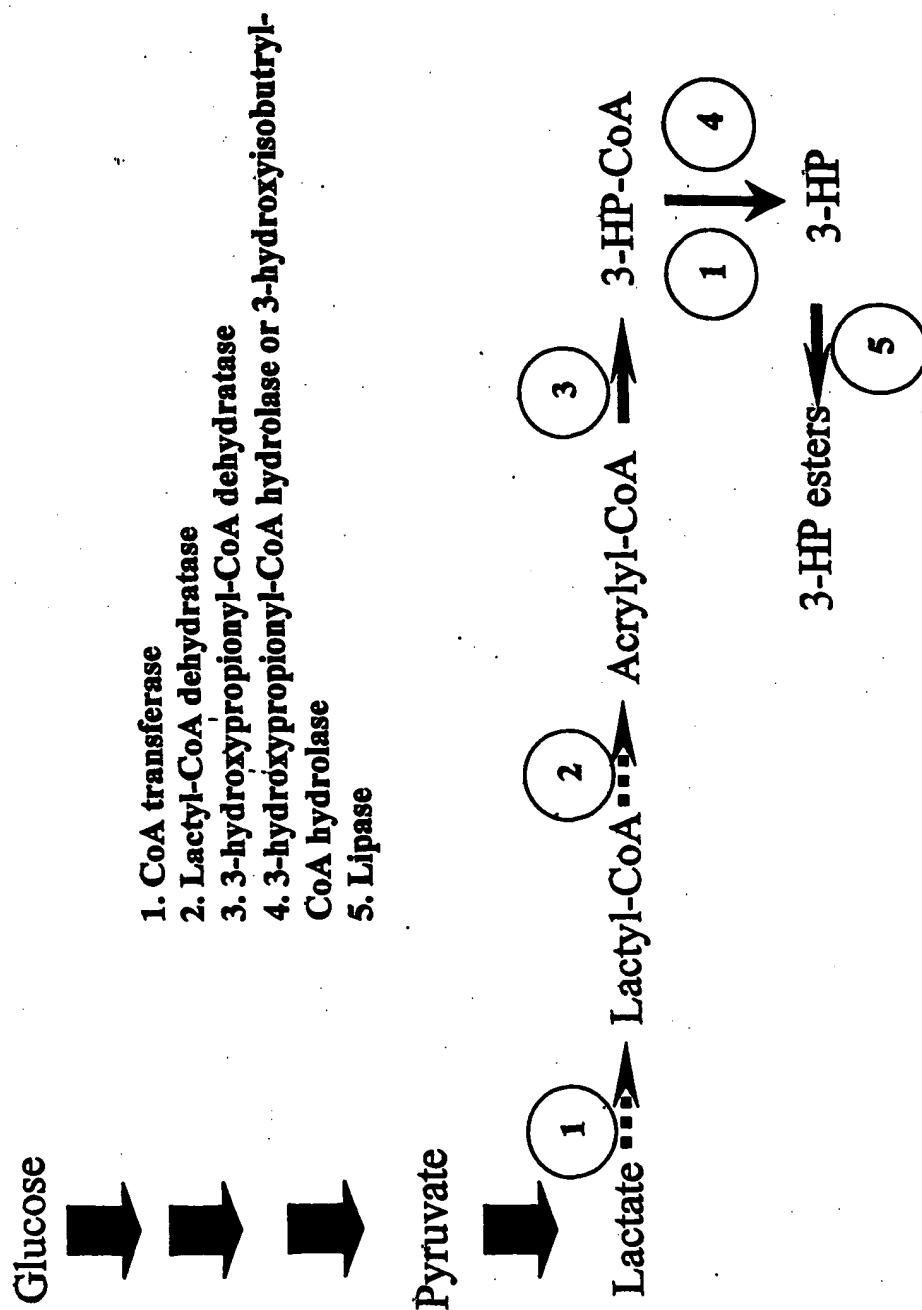 Glucose
1. CoA transferase
2. Lactyl-CoA dehydratase
3. 3-hydroxypropionyl-CoA dehydratase
4. 3-hydroxypropionyl-CoA hydrolase or 3-hydroxyisobutryl-
CoA hydrolase
5. Lipase
Pyruvate
1
2
3
Lactate
Lactyl-CoA
Acrylyl-CoA
3-HP-CoA
1
4
3-HP esters
3-HP
5